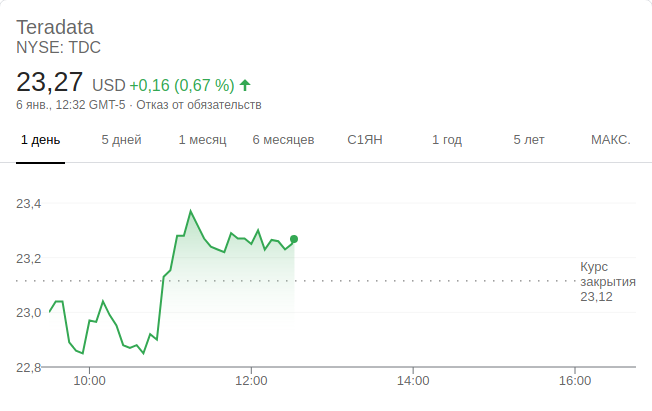 Teradata
NYSE: TDC
23,27 USD +0,16 (0,67 %)
6 янв., 12:32 GMT-5 · Отказ от обязательств
1 день 5 дней 1 месяц 6 месяцев С1ЯН 1 год 5 лет МАКС.
23,4
23,2
Курс
закрытия
23,12
23,0
22,8
10:00 12:00 14:00 16:00